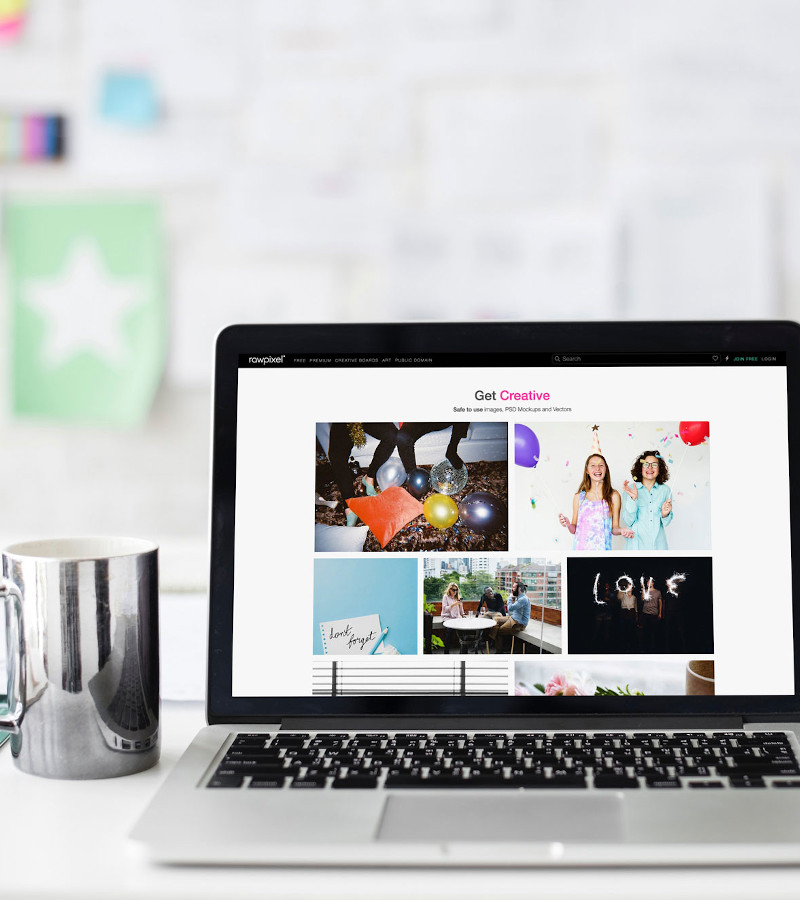 rawpixel FREE PREMIUM CREATIVE BOARDS ART PUBLIC DOMAIN Search JOIN FREE LOGIN
Get Creative
Safe to use images, PSD Mockups and Vectors
LOVE
don't
forget